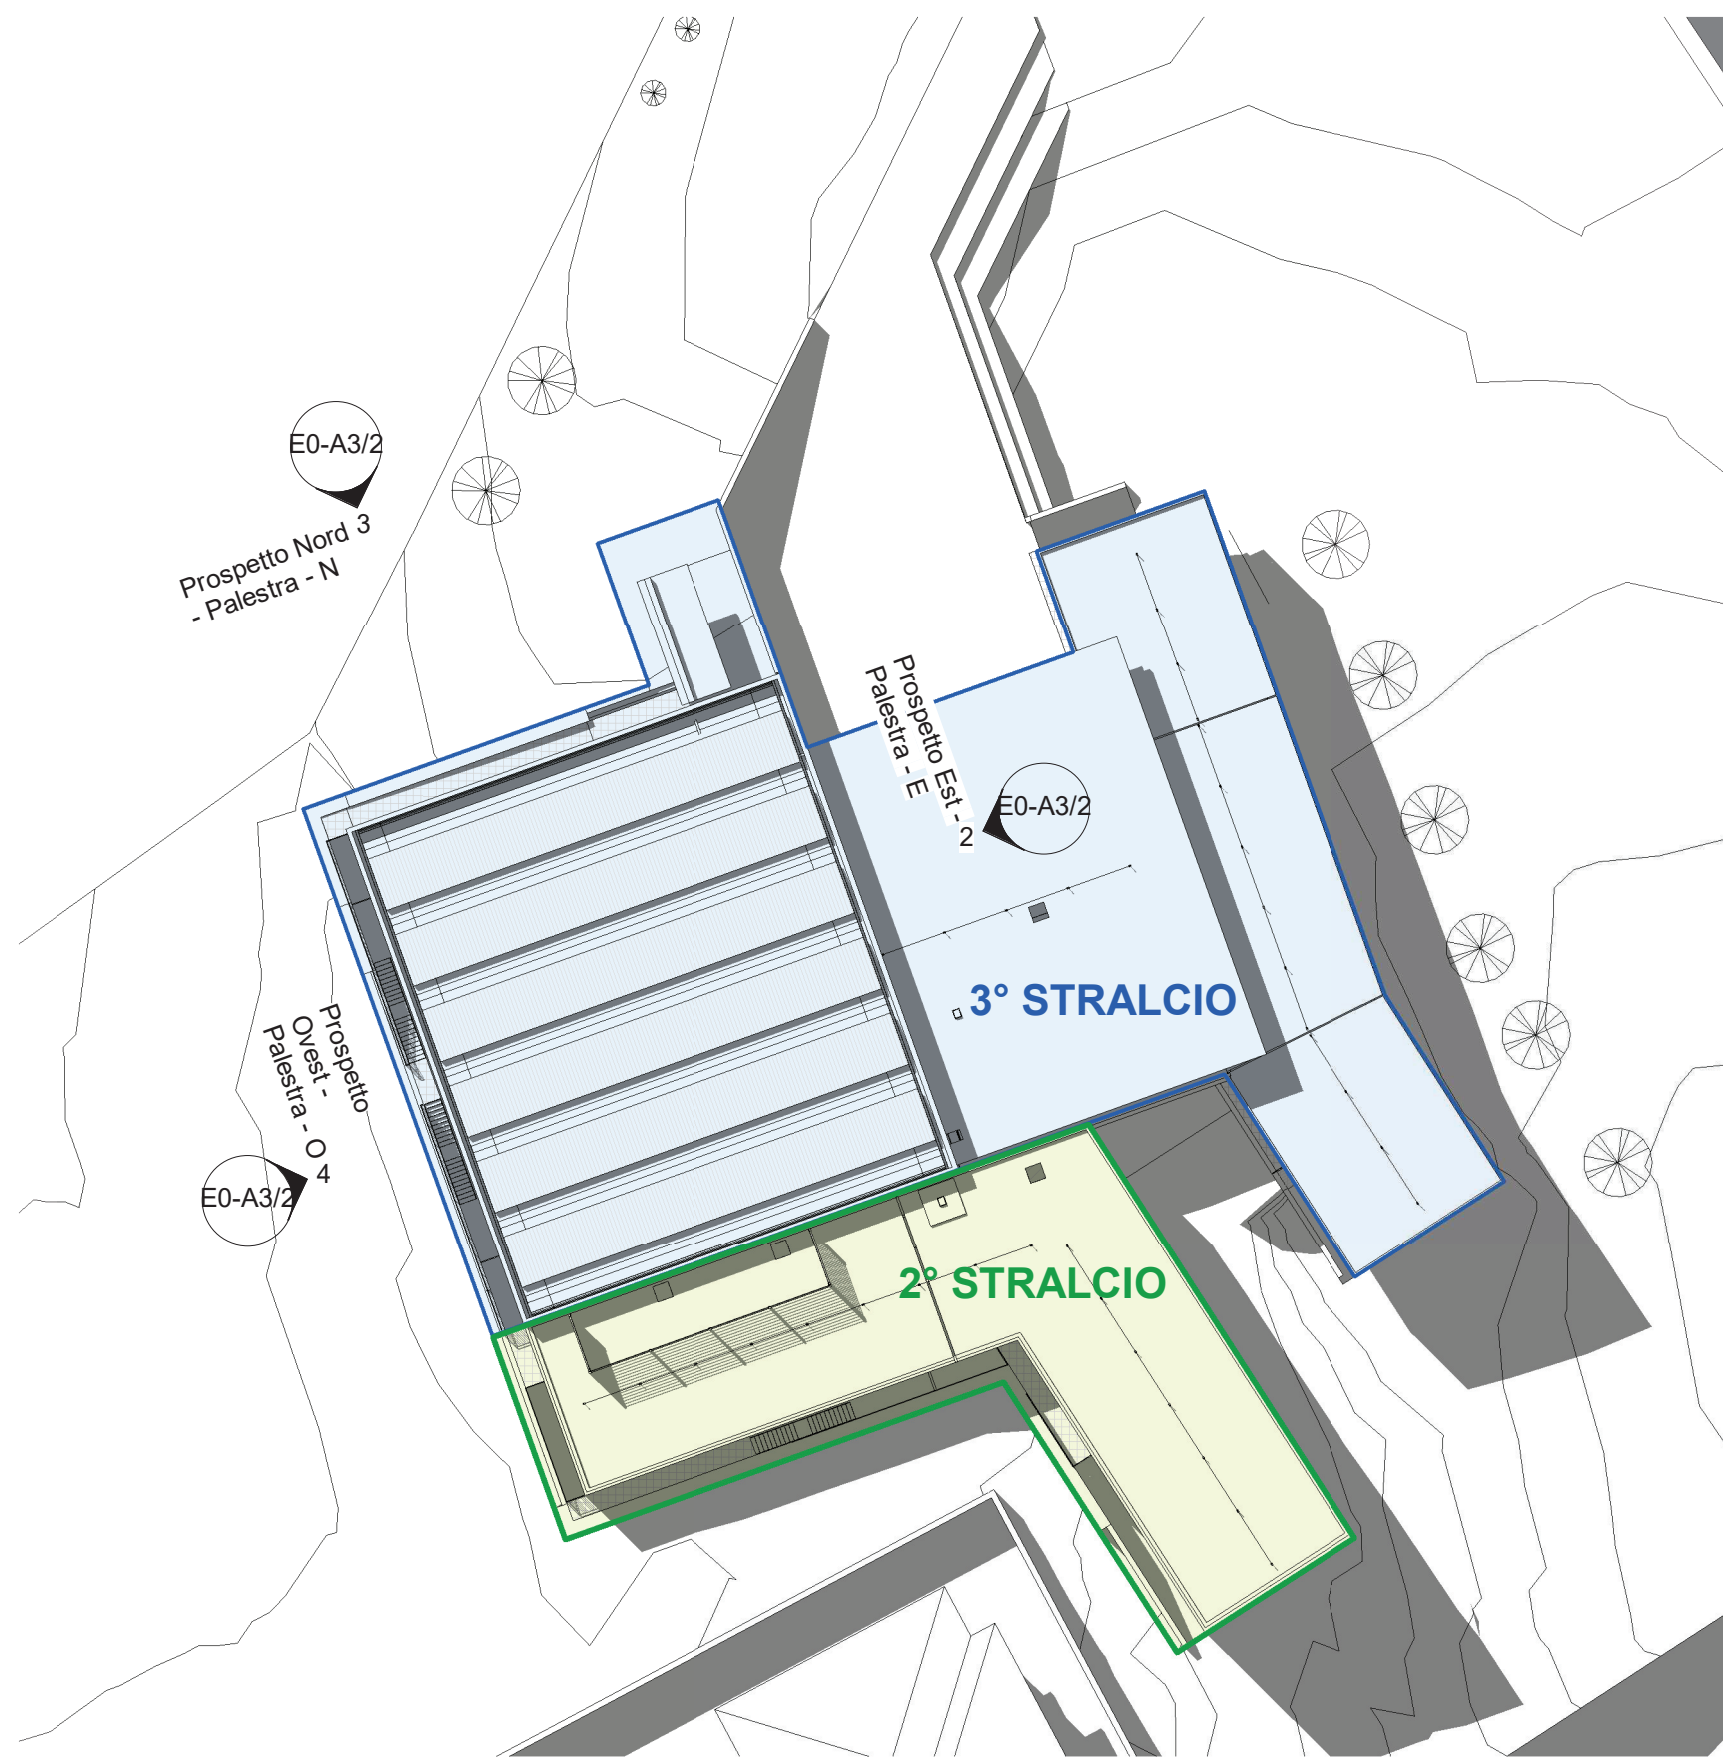 E0-A3/2
3
Prospetto Nord
- Palestra - N
Prospetto Est -
Palestra - E
2
E0-A3/2
3° STRALCIO
Prospetto
Ovest -
Palestra - O
4
E0-A3/2
2° STRALCIO